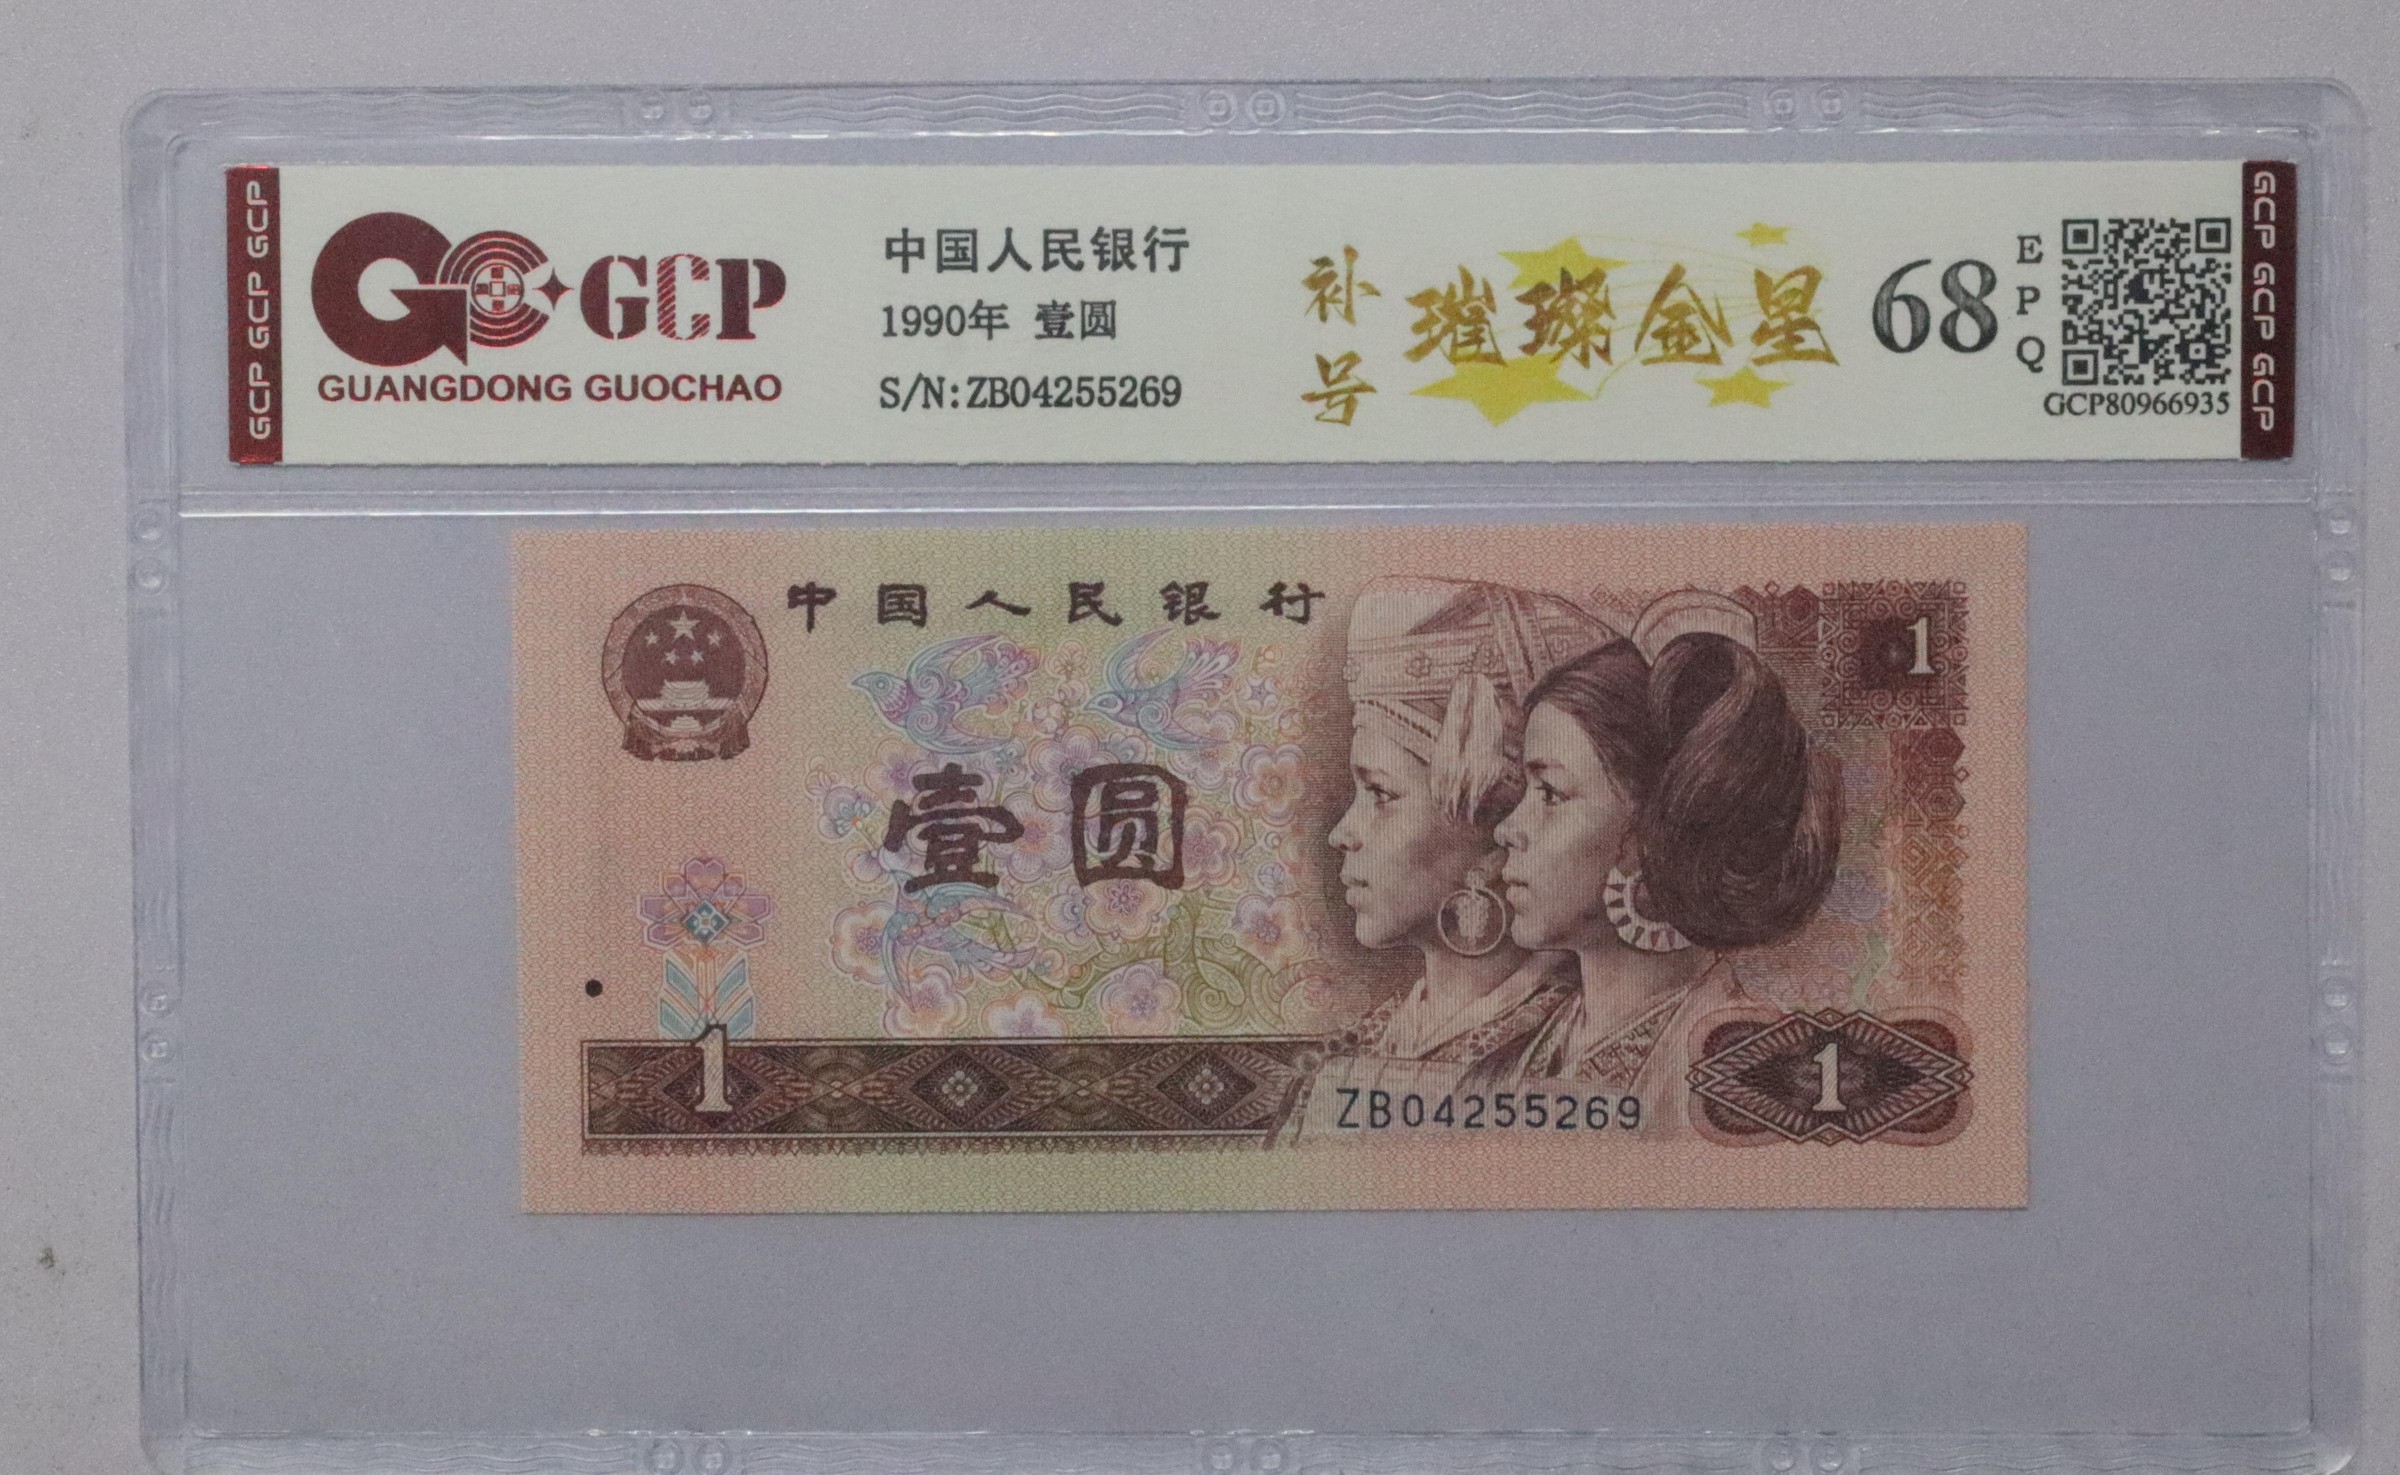 GCP GCP GCP
GCP
GUANGDONG GUOCHAO
中国人民银行
1990年 壹圆
S/N:ZB04255269
补号
璀璨金星
68
EPQ
GCP80966935
GCP GCP GCP
中国人民银行
1
壹圆
1
ZB04255269
1